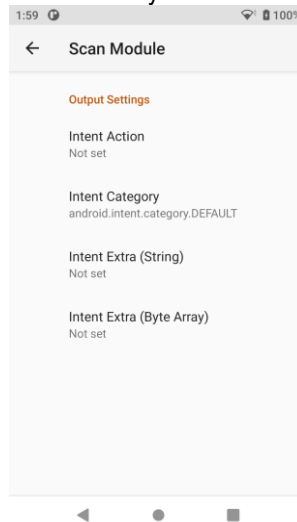 1:59 100%
Scan Module
Output Settings
Intent Action
Not set
Intent Category
android.intent.category.DEFAULT
Intent Extra (String)
Not set
Intent Extra (Byte Array)
Not set